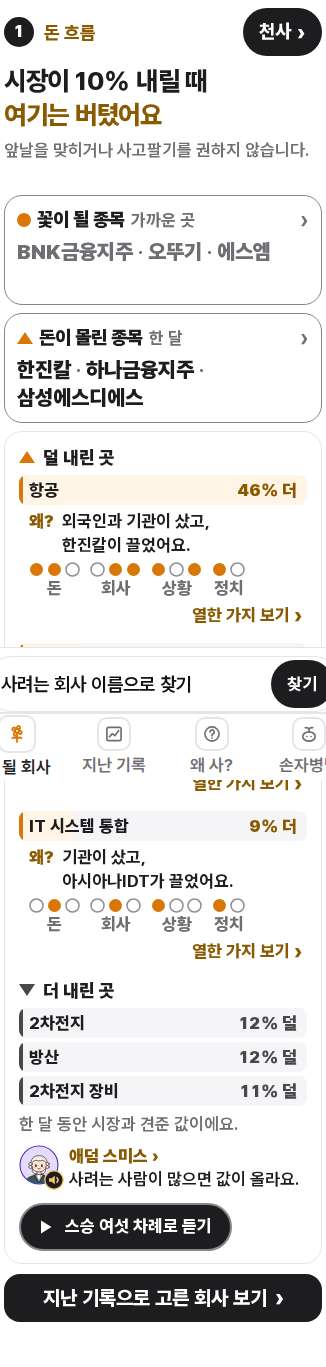 1 돈 흐름
천사 ›
시장이 10% 내릴 때
여기는 버텼어요
앞날을 맞히거나 사고팔기를 권하지 않습니다.
꽃이 될 종목 가까운 곳 ›
BNK금융지주 · 오뚜기 · 에스엠
돈이 몰린 종목 한 달 ›
한진칼 · 하나금융지주 ·
삼성에스디에스
덜 내린 곳
항공 46% 더
왜? 외국인과 기관이 샀고,
한진칼이 끌었어요.
돈 회사 상황 정치
열한 가지 보기 ›
사려는 회사 이름으로 찾기 찾기
될 회사 지난 기록 왜 사? 손자병
열한 가지 보기 ›
IT 시스템 통합 9% 더
왜? 기관이 샀고,
아시아나IDT가 끌었어요.
돈 회사 상황 정치
열한 가지 보기 ›
더 내린 곳
2차전지 12% 덜
방산 12% 덜
2차전지 장비 11% 덜
한 달 동안 시장과 견준 값이에요.
애덤 스미스 ›
사려는 사람이 많으면 값이 올라요.
스승 여섯 차례로 듣기
지난 기록으로 고른 회사 보기 ›